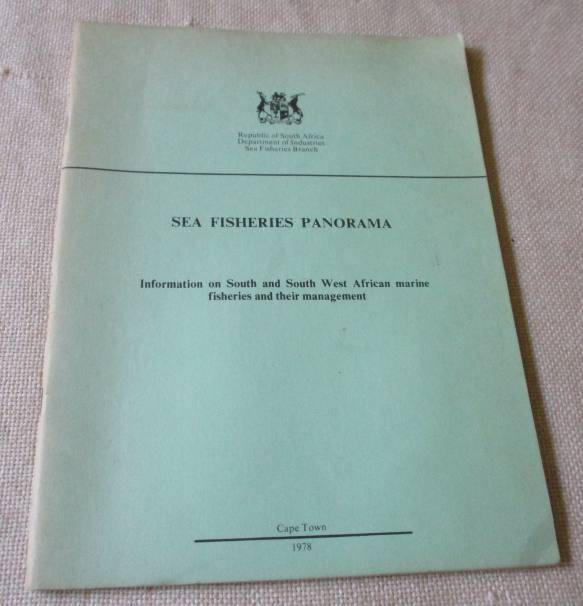 Republic of South Africa
Department of Industries
Sea Fisheries Branch
SEA FISHERIES PANORAMA
Information on South and South West African marine
fisheries and their management
Cape Town
1978